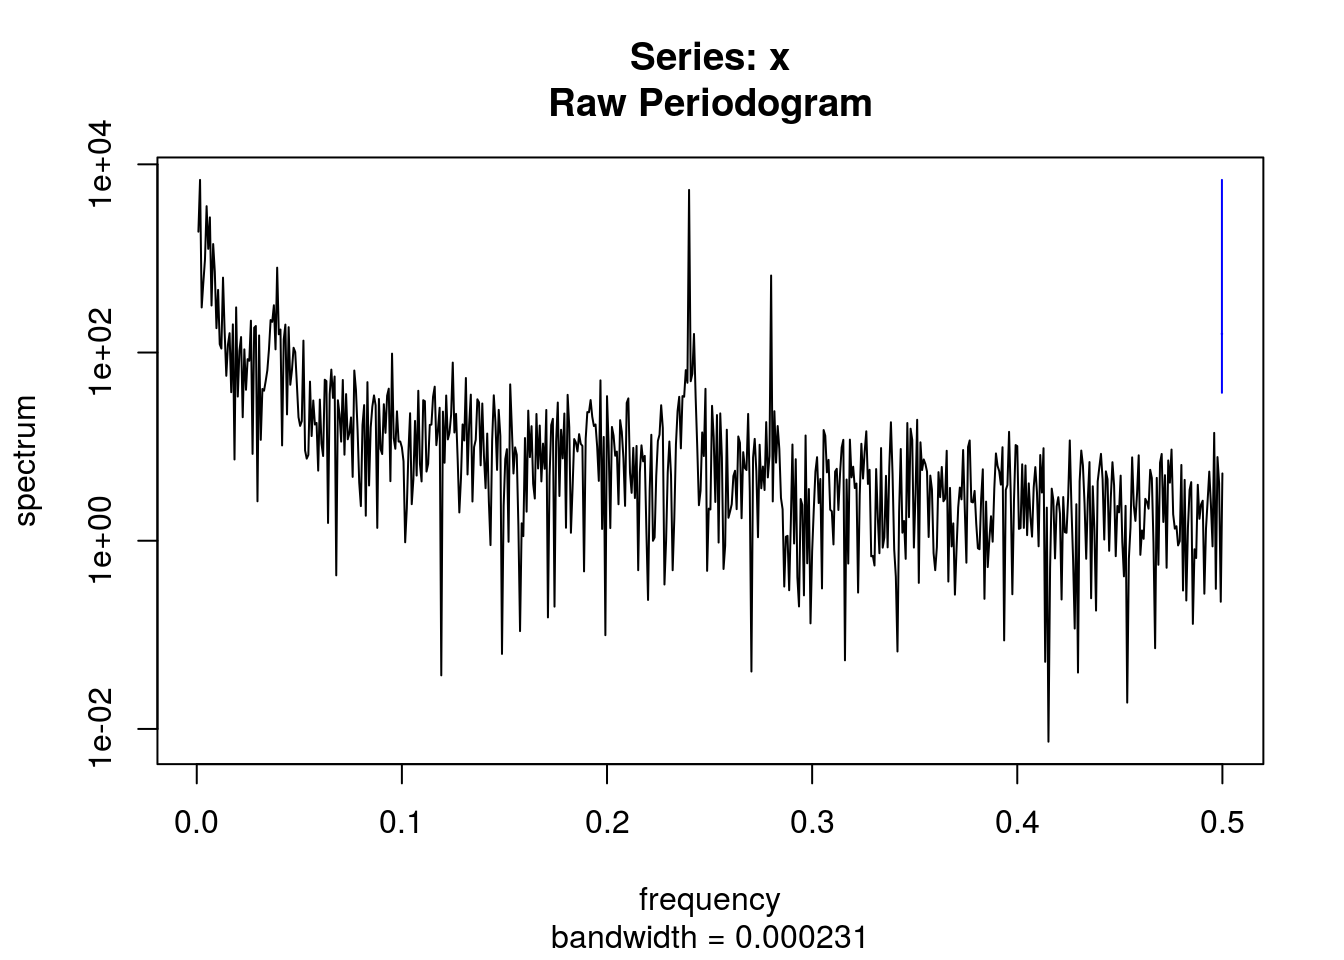 Series: x
Raw Periodogram
1e+04
1e+02
1e+00
1e-02
spectrum
0.0 0.1 0.2 0.3 0.4 0.5
frequency
bandwidth = 0.000231